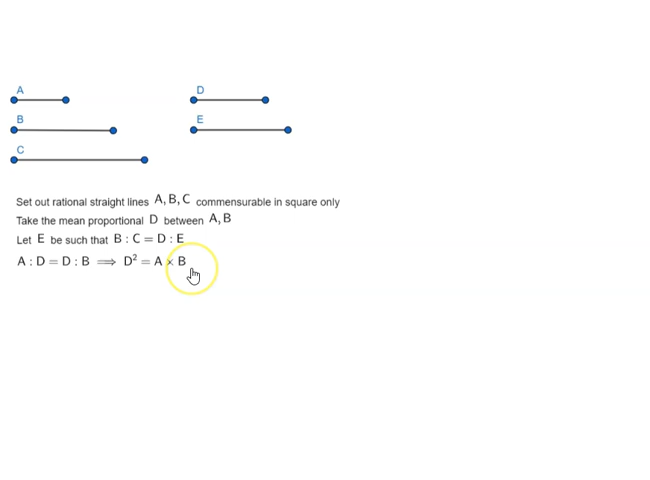 A
D
B
E
C
Set out rational straight lines A, B, C commensurable in square only
Take the mean proportional D between A, B
Let E be such that B : C = D : E
A : D = D : B ⟹ D² = A × B